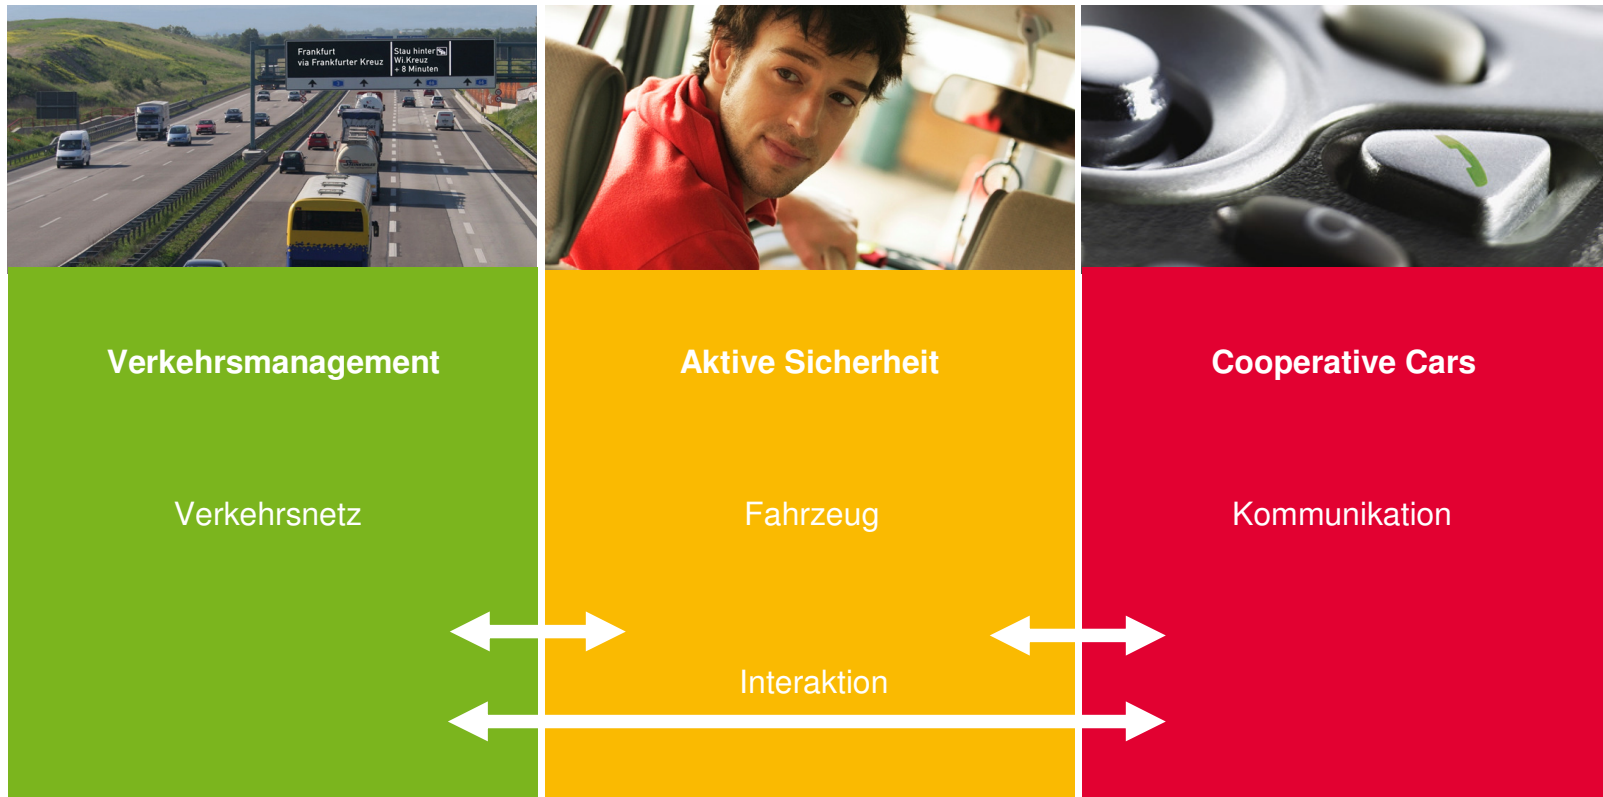 Frankfurt
via Frankfurter Kreuz
Stau hinter
Wi.Kreuz
+ 8 Minuten
Verkehrsmanagement
Aktive Sicherheit
Cooperative Cars
Verkehrsnetz
Fahrzeug
Kommunikation
Interaktion